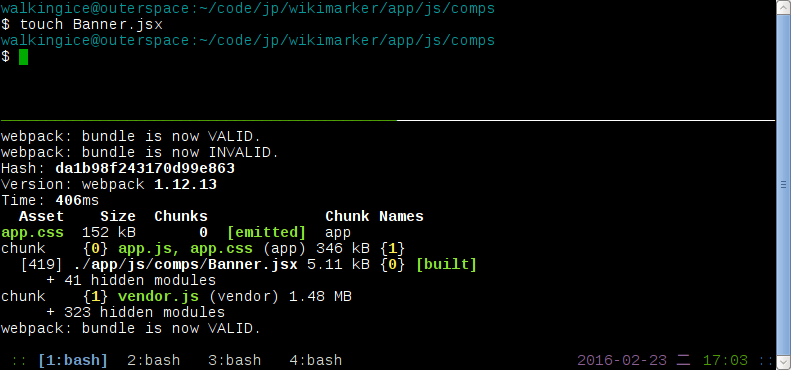 walkingice@outerspace:~/code/jp/wikimarker/app/js/comps
$ touch Banner.jsx
walkingice@outerspace:~/code/jp/wikimarker/app/js/comps
$
webpack: bundle is now VALID.
webpack: bundle is now INVALID.
Hash: da1b98f243170d99e863
Version: webpack 1.12.13
Time: 406ms
  Asset    Size  Chunks             Chunk Names
app.css  152 kB       0  [emitted]  app
chunk    {0} app.js, app.css (app) 346 kB {1}
  [419] ./app/js/comps/Banner.jsx 5.11 kB {0} [built]
     + 41 hidden modules
chunk    {1} vendor.js (vendor) 1.48 MB
     + 323 hidden modules
webpack: bundle is now VALID.
:: [1:bash]  2:bash   3:bash   4:bash   2016-02-23 二 17:03 ::